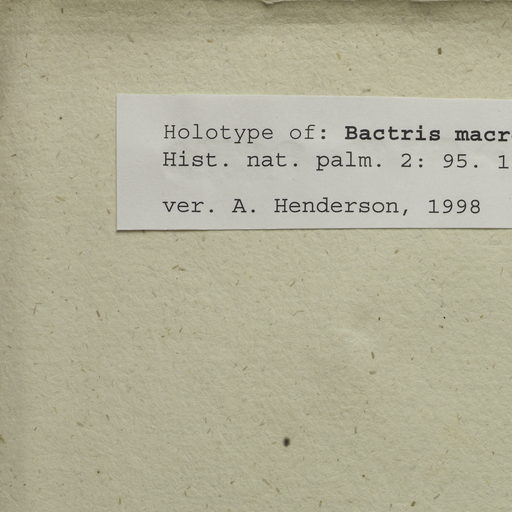 Holotype of: Bactris macr
Hist. nat. palm. 2: 95. 1
ver. A. Henderson, 1998